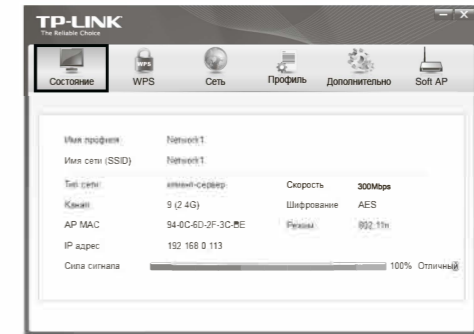 TP-LINK
The Reliable Choice
WPS
Состояние WPS Сеть Профиль Дополнительно Soft AP
Имя профиля Network1
Имя сети (SSID) Network1
Тип сети клиент-сервер Скорость 300Mbps
Канал 9 (2.4G) Шифрование AES
AP MAC 94-0C-6D-2F-3C-BE Режим 802.11n
IP адрес 192.168.0.113
Сила сигнала 100% Отличный